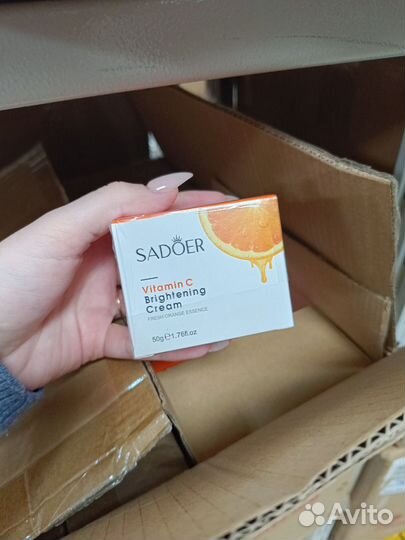 SADOER
Vitamin C
Brightening
Cream
FRESH ORANGE ESSENCE
50g℮1.76fl.oz
Avito